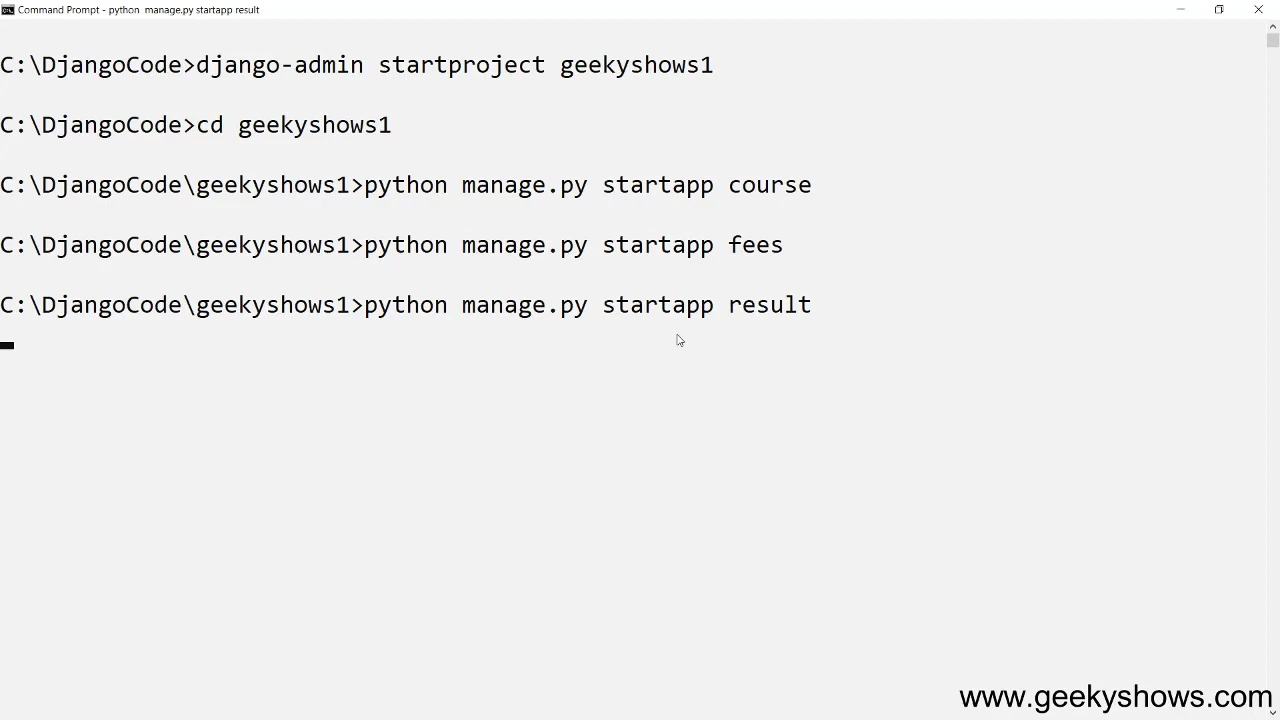 Command Prompt - python  manage.py startapp result
C:\DjangoCode>django-admin startproject geekyshows1
C:\DjangoCode>cd geekyshows1
C:\DjangoCode\geekyshows1>python manage.py startapp course
C:\DjangoCode\geekyshows1>python manage.py startapp fees
C:\DjangoCode\geekyshows1>python manage.py startapp result
www.geekyshows.com